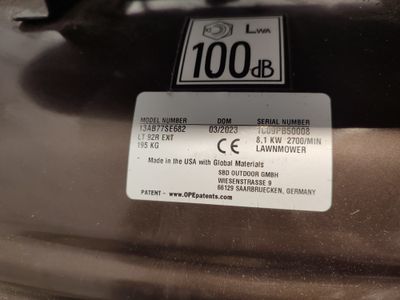 LWA
100dB
MODEL NUMBER DOM SERIAL NUMBER
13AB77SE682 03/2023 1C09PB50008
LT 92R EXT 8.1 KW 2700/MIN
195 KG LAWNMOWER
Made in the USA with Global Materials
SBD OUTDOOR GMBH
WIESENSTRASSE 9
66129 SAARBRUECKEN, GERMANY
PATENT - www.OPEpatents.com